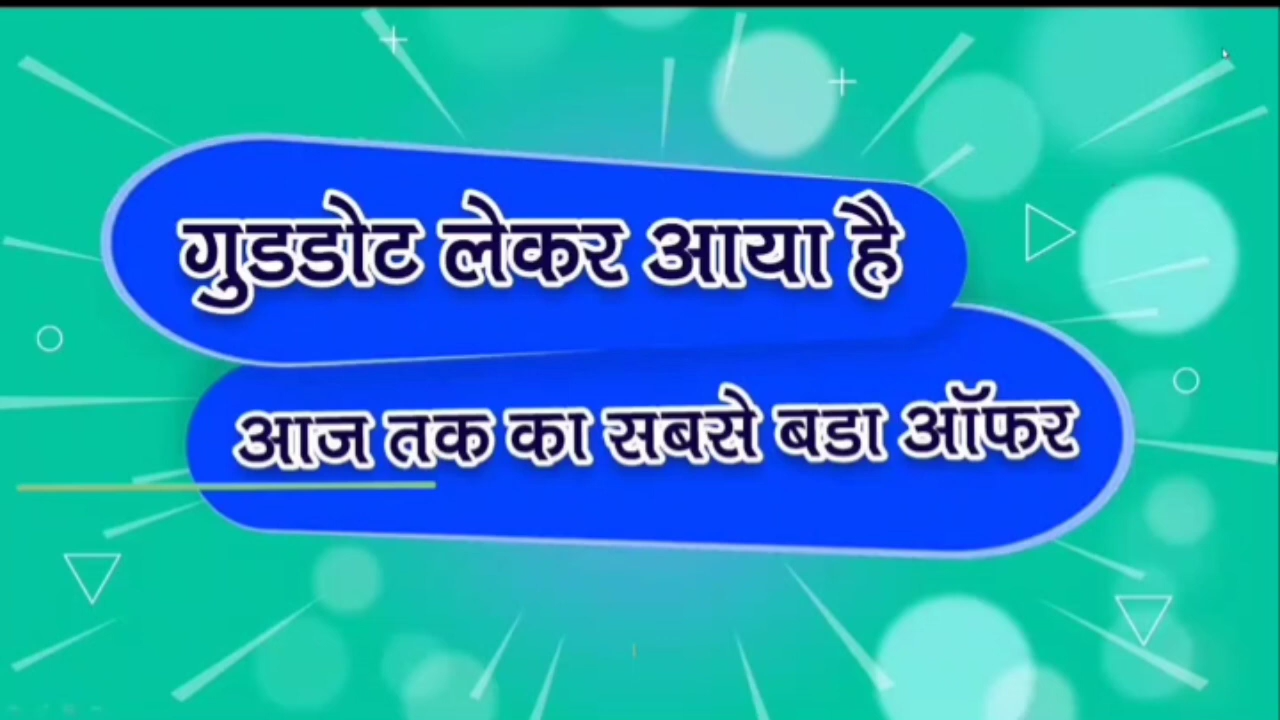 गुडडोट लेकर आया है
आज तक का सबसे बडा ऑफर